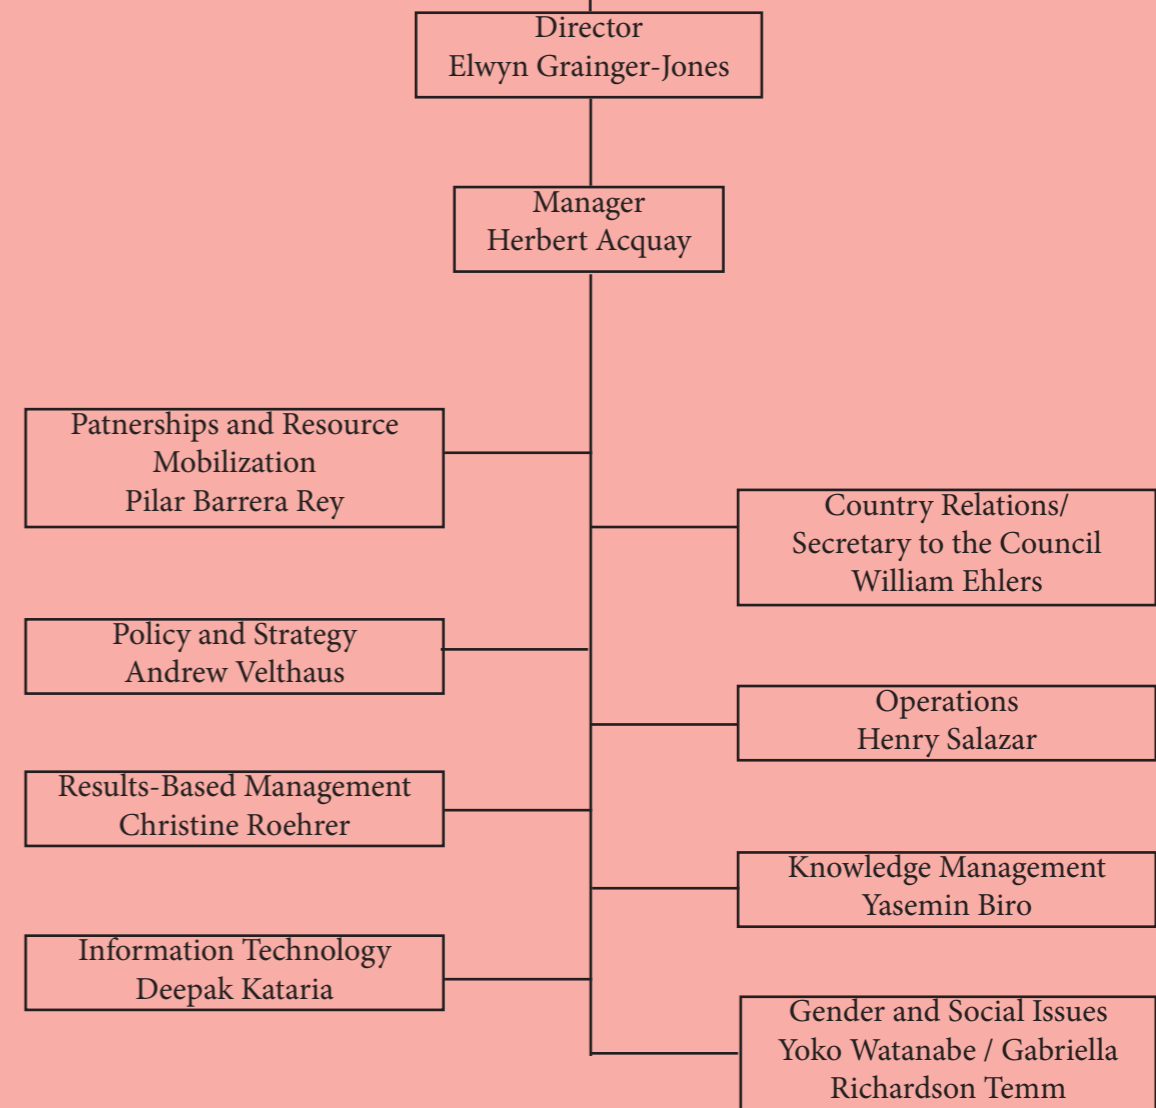 Director
Elwyn Grainger-Jones
Manager
Herbert Acquay
Patnerships and Resource
Mobilization
Pilar Barrera Rey
Country Relations/
Secretary to the Council
William Ehlers
Policy and Strategy
Andrew Velthaus
Operations
Henry Salazar
Results-Based Management
Christine Roehrer
Knowledge Management
Yasemin Biro
Information Technology
Deepak Kataria
Gender and Social Issues
Yoko Watanabe / Gabriella
Richardson Temm